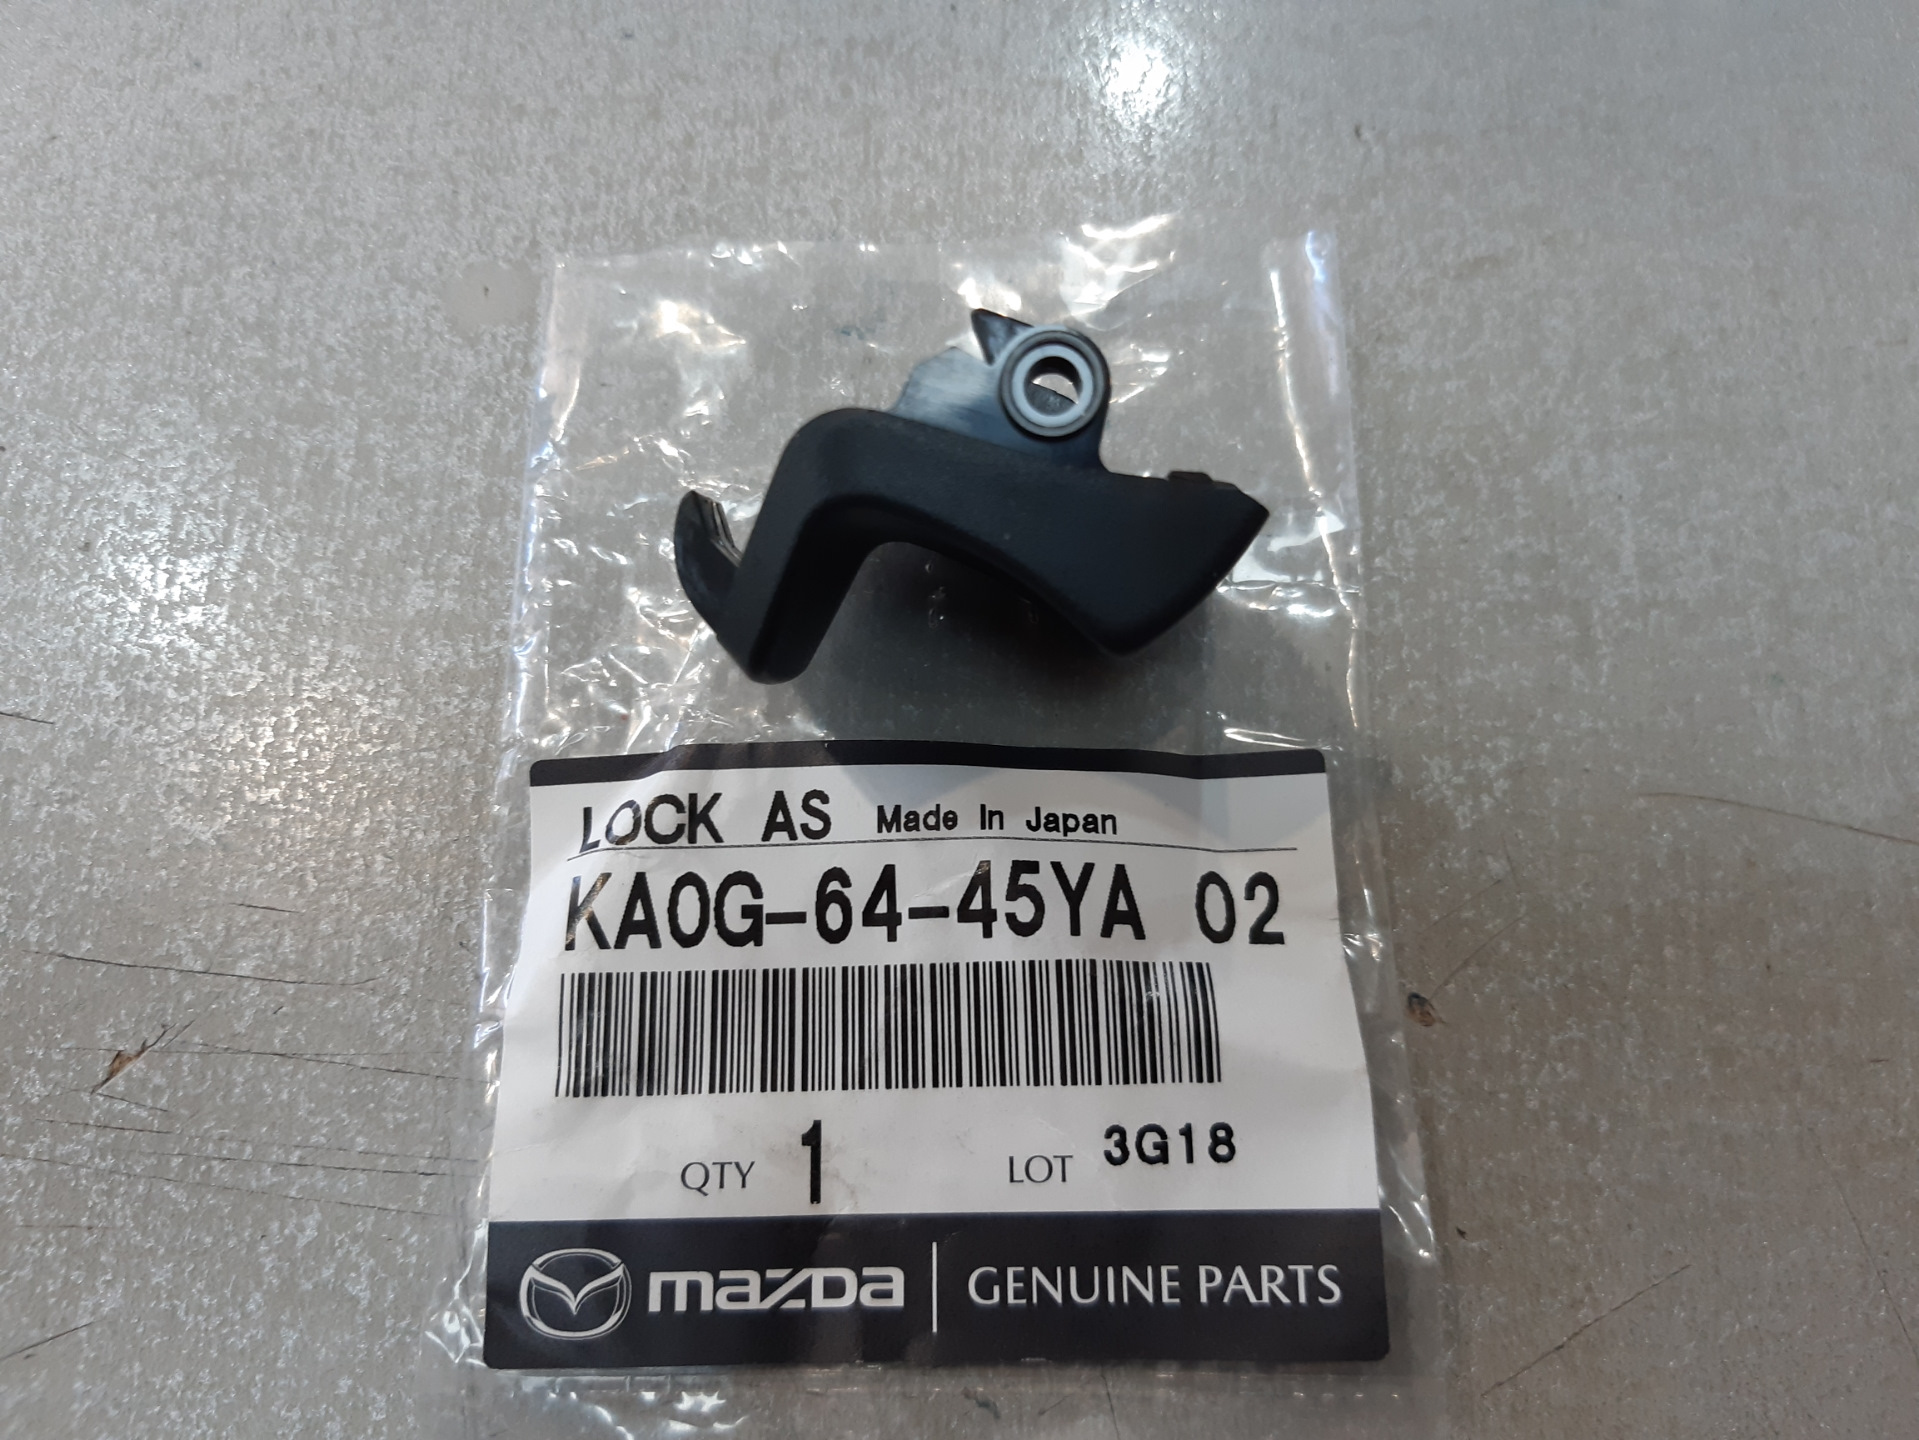 LOCK AS Made In Japan
KA0G-64-45YA 02
QTY 1 LOT 3G18
mazda GENUINE PARTS